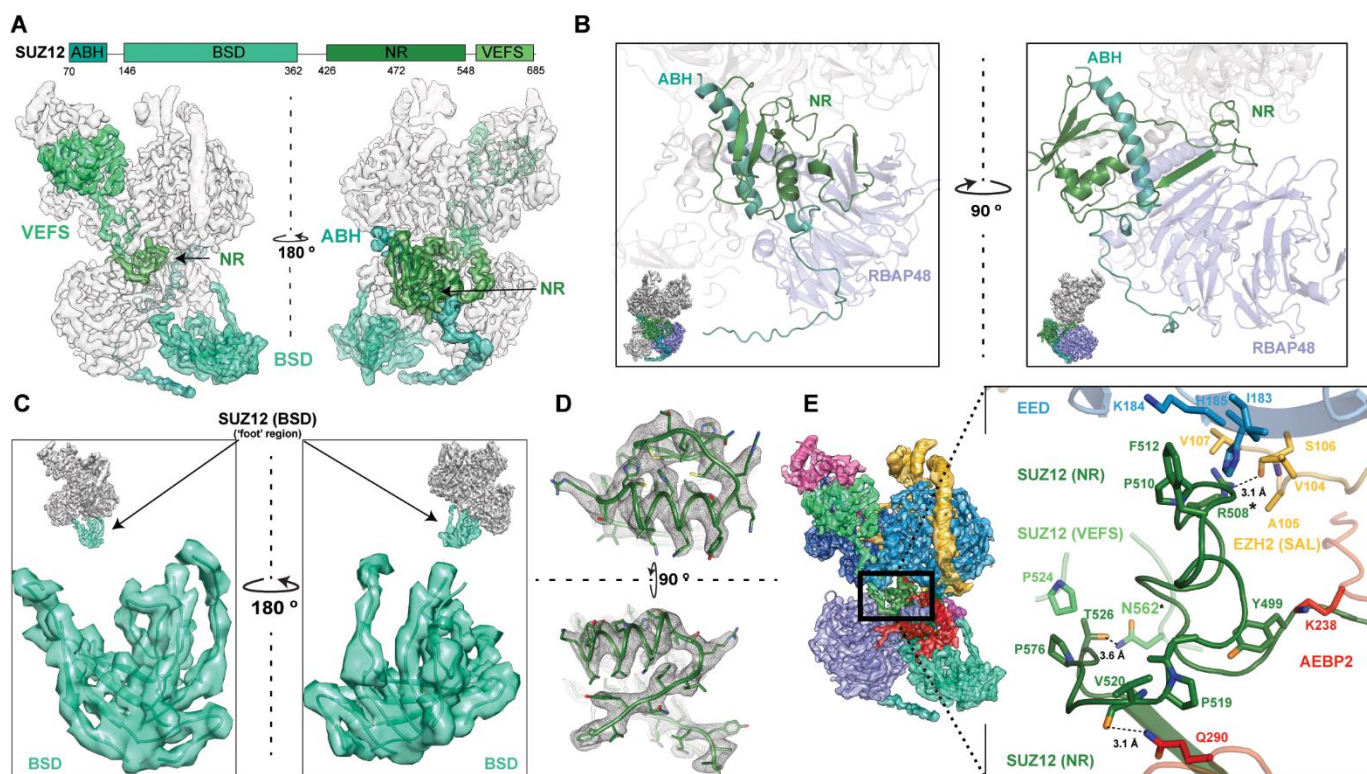 A
SUZ12 ABH BSD NR VEFS
70 146 362 426 472 548 685
VEFS
NR
BSD
180 º
ABH
NR
B
ABH
NR
RBAP48
90 º
ABH
NR
RBAP48
C
SUZ12 (BSD)
('foot' region)
180 º
BSD
BSD
D
90 º
E
EED
K184
H185
I183
V107
S106
F512
SUZ12 (NR)
3.1 Å
V104
P510
R508
*
A105
EZH2 (SAL)
SUZ12 (VEFS)
P524
T526
N562*
Y499
K238
P576
3.6 Å
AEBP2
V520
P519
Q290
3.1 Å
SUZ12 (NR)